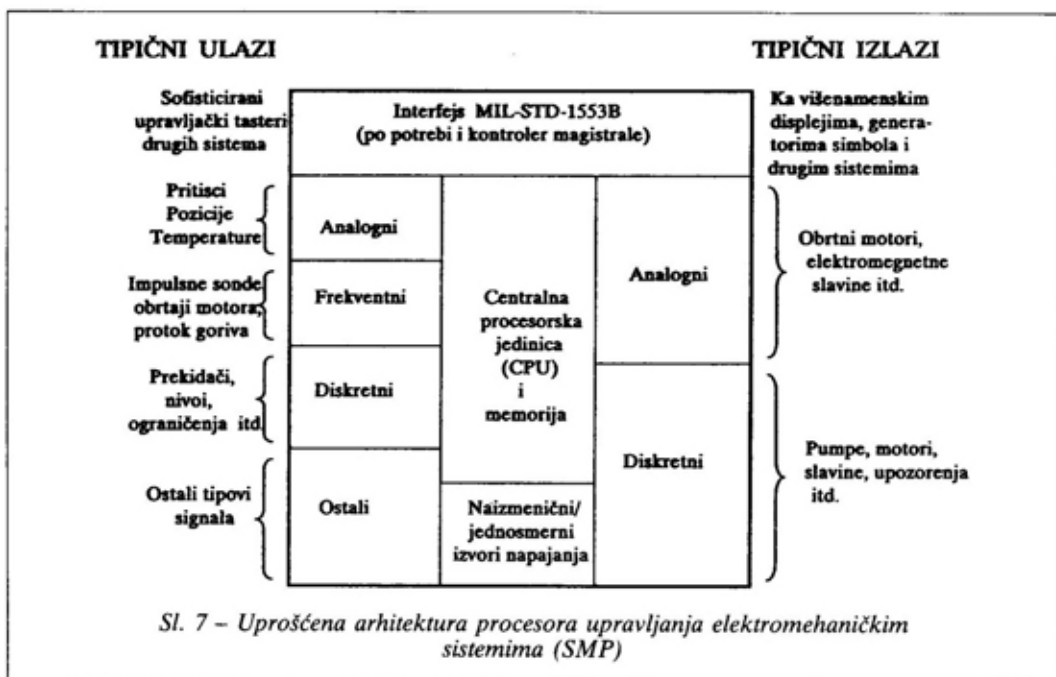 TIPIČNI ULAZI
TIPIČNI IZLAZI
Sofisticirani
upravljački tasteri
drugih sistema
Interfejs MIL-STD-1553B
(po potrebi i kontroler magistrale)
Ka višenamenskim
displejima, genera-
torima simbola i
drugim sistemima
Pritisci
Pozicije
Temperature
Analogni
Impulsne sonde
obrtaji motora;
protok goriva
Frekventni
Prekidači,
nivoi,
ograničenja itd.
Diskretni
Ostali tipovi
signala
Ostali
Centralna
procesorska
jedinica
(CPU)
i
memorija
Naizmenični/
jednosmerni
izvori napajanja
Analogni
Obrtni motori,
elektromegnetne
slavine itd.
Diskretni
Pumpe, motori,
slavine, upozorenja
itd.
Sl. 7 – Uprošćena arhitektura procesora upravljanja elektromehaničkim
sistemima (SMP)